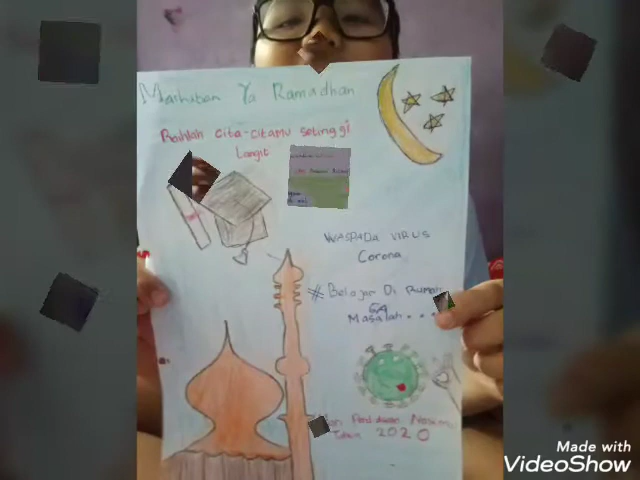 Marhaban Ya Ramadhan
Raihlah Cita-Citamu setinggi
Langit
WASPADA VIRUS
Corona
# Belajar Di Rumah
GA
Masalah...
Tahun 2020
Made with
VideoShow